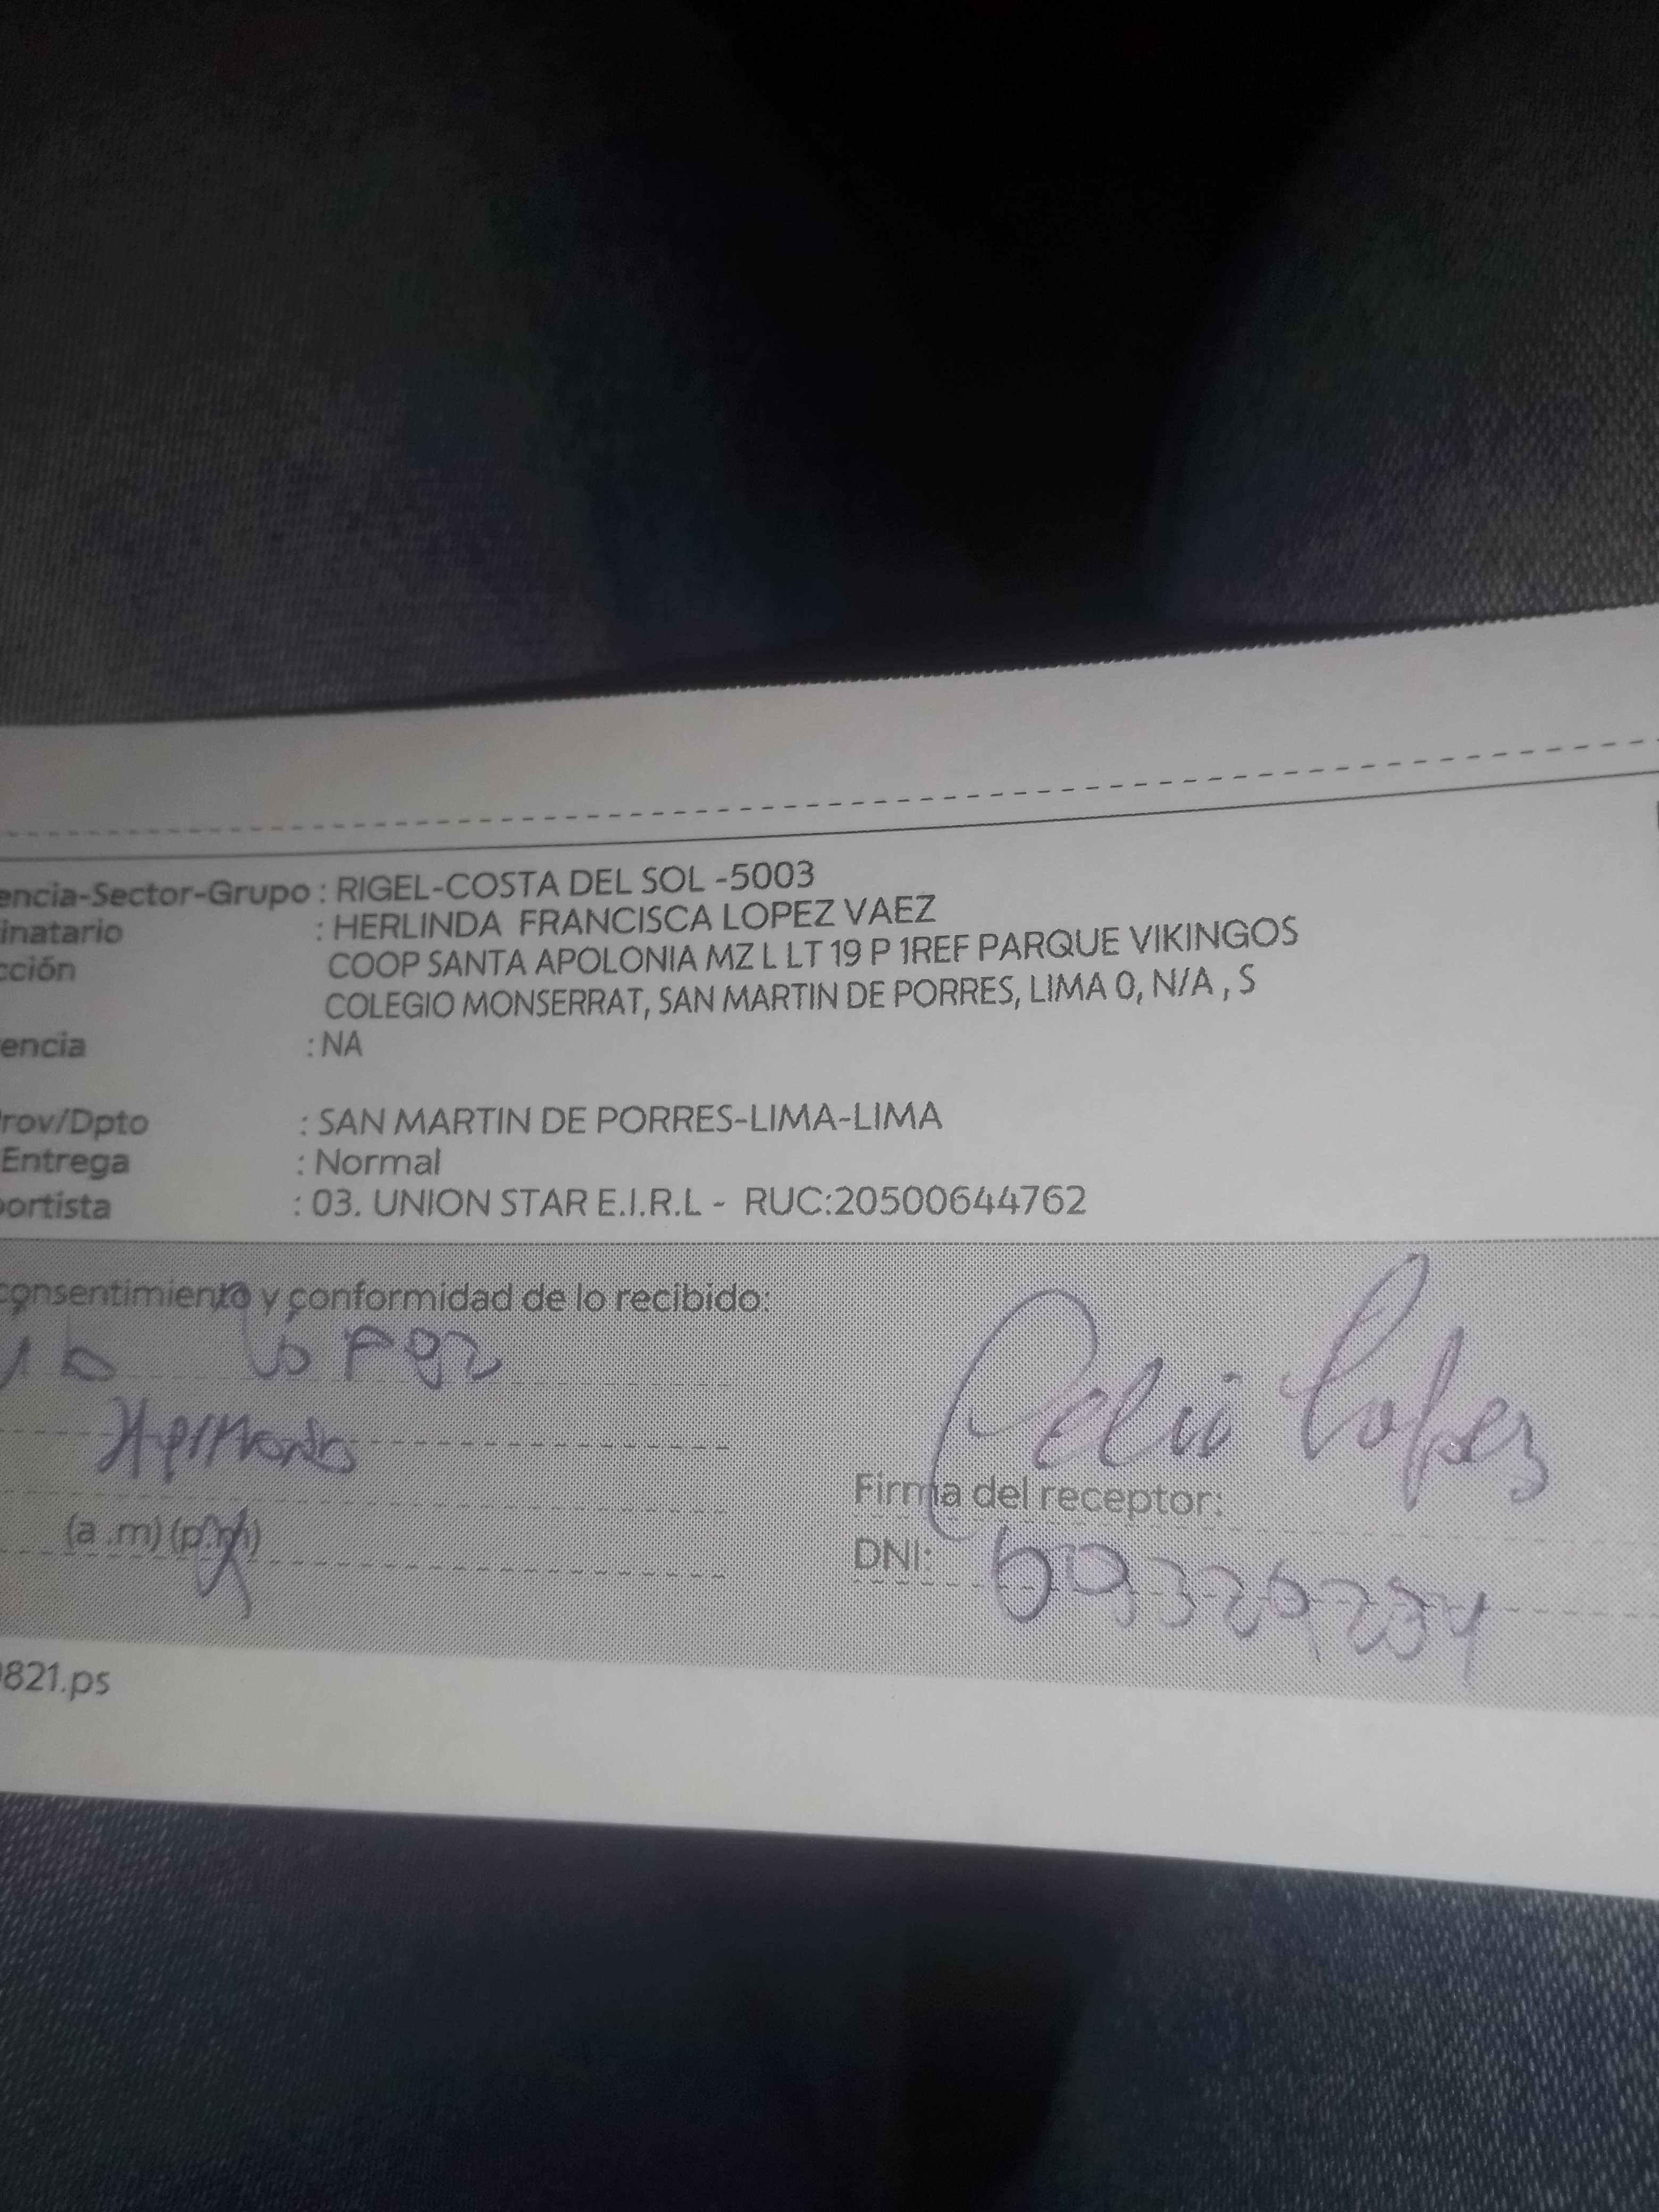 encia-Sector-Grupo : RIGEL-COSTA DEL SOL -5003
inatario : HERLINDA FRANCISCA LOPEZ VAEZ
cción COOP SANTA APOLONIA MZ L LT 19 P 1REF PARQUE VIKINGOS
COLEGIO MONSERRAT, SAN MARTIN DE PORRES, LIMA 0, N/A , S
encia : NA
Prov/Dpto : SAN MARTIN DE PORRES-LIMA-LIMA
Entrega : Normal
portista : 03. UNION STAR E.I.R.L - RUC:20500644762
consentimiento y conformidad de lo recibido:
Lopez
Firma del receptor:
(a .m) (p.m)
DNI:
821.ps